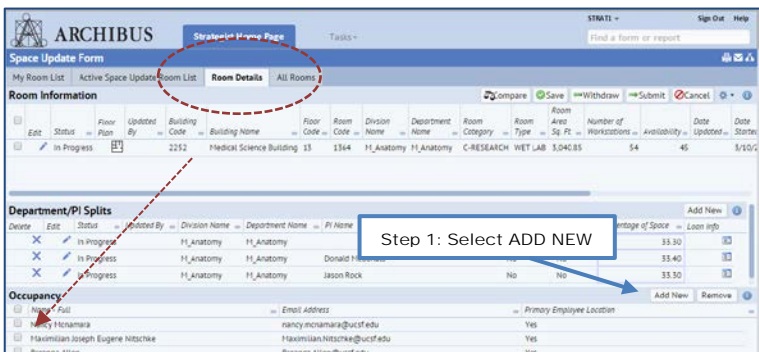 STRAT1 Sign Out Help
ARCHIBUS Strategist Home Page Tasks Find a form or report
Space Update Form
My Room List Active Space Update Room List Room Details All Rooms
Room Information Compare Save Withdraw Submit Cancel
Edit Status Floor Plan Updated By Building Code Building Name Floor Code Room Code Division Name Department Name Room Category Room Type Room Area Sq. Ft Number of Workstations Availability Date Updated Date Started
In Progress 2252 Medical Science Building 13 1364 M_Anatomy M_Anatomy C-RESEARCH WET LAB 3,040.85 54 45 5/10/2
Department/PI Splits Add New
Delete Edit Status Updated By Division Name Department Name PI Name entage of Space Loan Info
In Progress M_Anatomy M_Anatomy 33.30
In Progress M_Anatomy M_Anatomy Donald No No 33.40
In Progress M_Anatomy M_Anatomy Jason Rock No No 33.30
Step 1: Select ADD NEW
Occupancy Add New Remove
Name - Full Email Address Primary Employee Location
Nancy Mcnamara nancy.mcnamara@ucsf.edu Yes
Maximilian Joseph Eugene Nitschke Maximilian.Nitschke@ucsf.edu Yes